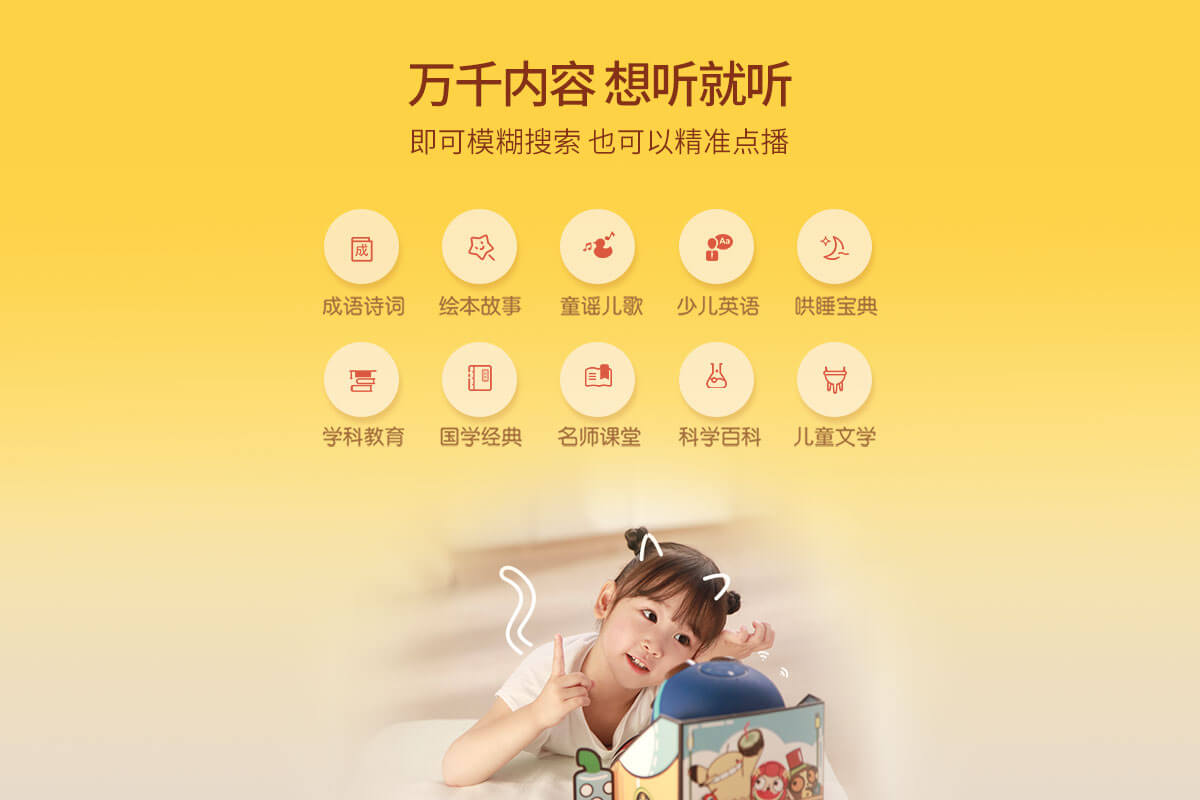 万千内容 想听就听
即可模糊搜索 也可以精准点播
成
Aa
成语诗词 绘本故事 童谣儿歌 少儿英语 哄睡宝典
学科教育 国学经典 名师课堂 科学百科 儿童文学